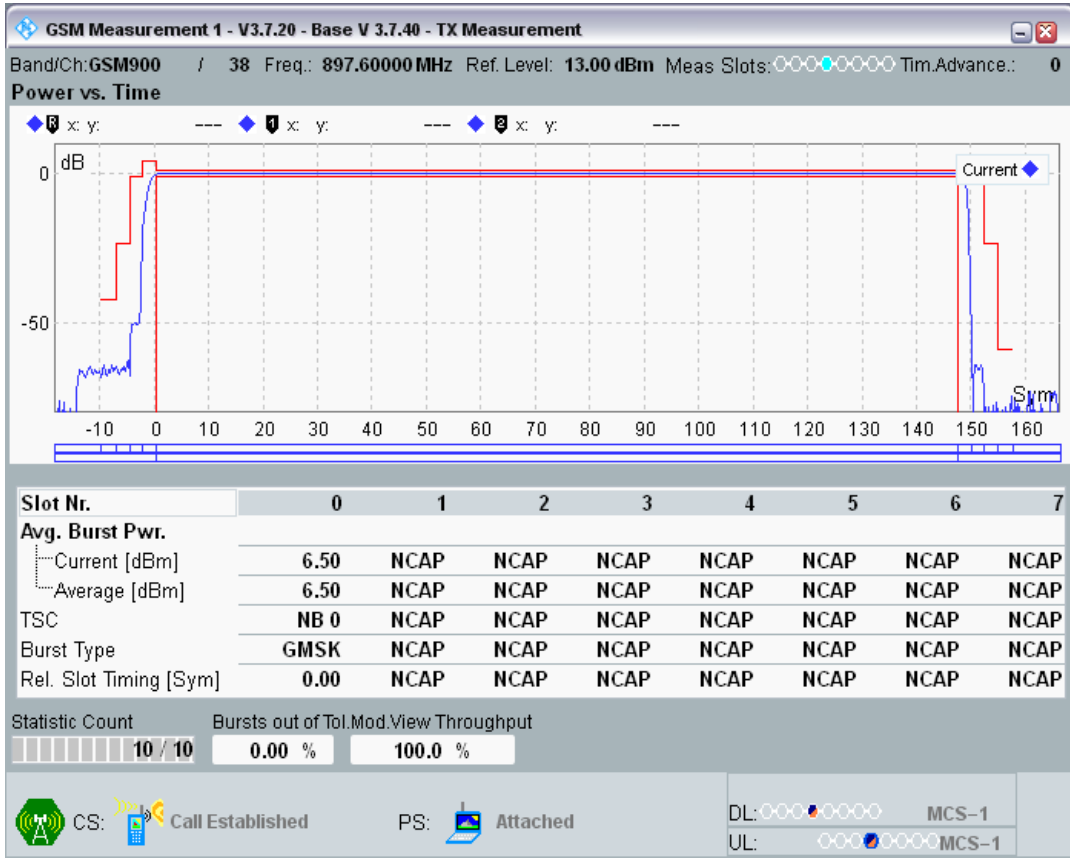 GSM Measurement 1 - V3.7.20 - Base V 3.7.40 - TX Measurement
Band/Ch:GSM900 / 38 Freq.: 897.60000 MHz Ref. Level: 13.00 dBm Meas Slots: Tim.Advance.: 0
Power vs. Time
R x: y: --- 1 x: y: --- 2 x: y: ---
dB
Current
0
-50
Sym
-10 0 10 20 30 40 50 60 70 80 90 100 110 120 130 140 150 160
Slot Nr. 0 1 2 3 4 5 6 7
Avg. Burst Pwr.
Current [dBm] 6.50 NCAP NCAP NCAP NCAP NCAP NCAP NCAP
Average [dBm] 6.50 NCAP NCAP NCAP NCAP NCAP NCAP NCAP
TSC NB 0 NCAP NCAP NCAP NCAP NCAP NCAP NCAP
Burst Type GMSK NCAP NCAP NCAP NCAP NCAP NCAP NCAP
Rel. Slot Timing [Sym] 0.00 NCAP NCAP NCAP NCAP NCAP NCAP NCAP
Statistic Count Bursts out of Tol. Mod.View Throughput
10 / 10 0.00 % 100.0 %
CS: Call Established PS: Attached
DL: MCS-1
UL: MCS-1